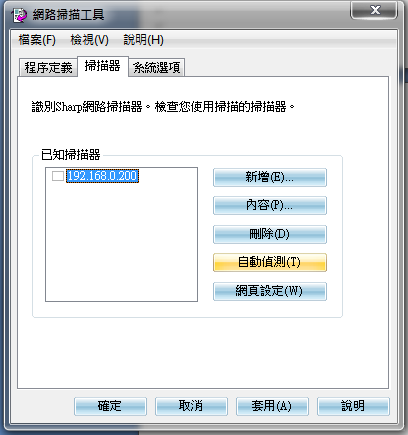 網路掃描工具
檔案(F) 檢視(V) 說明(H)
程序定義 掃描器 系統選項
識別Sharp網路掃描器。檢查您使用掃描的掃描器。
已知掃描器
192.168.0.200
新增(E)...
內容(P)...
刪除(D)
自動偵測(T)
網頁設定(W)
確定 取消 套用(A) 說明